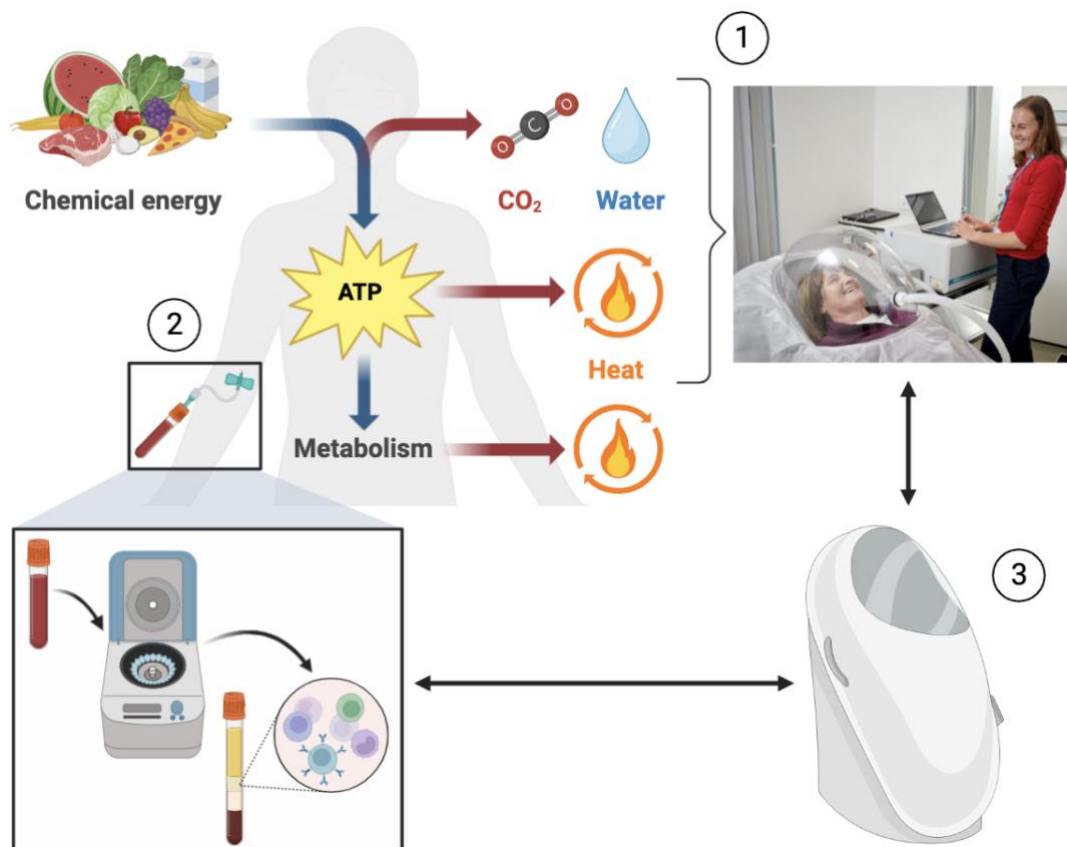 1
O
C
O
Chemical energy
CO₂
Water
ATP
2
Heat
Metabolism
3